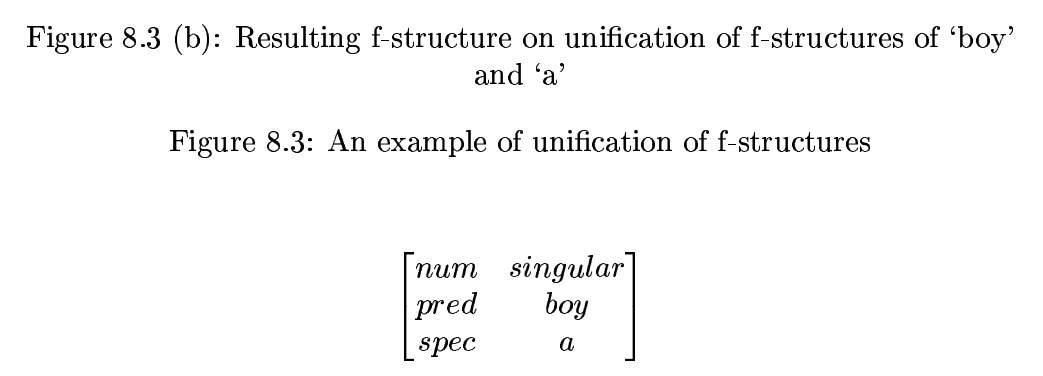 Figure 8.3 (b): Resulting f-structure on unification of f-structures of ‘boy’
and ‘a’
Figure 8.3: An example of unification of f-structures
num singular
pred boy
spec a